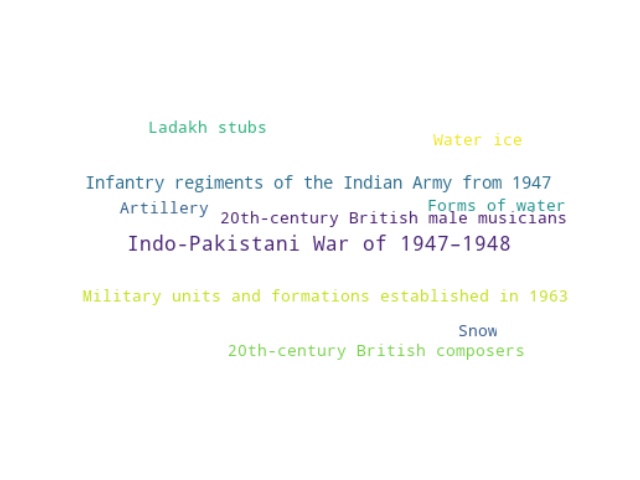 Ladakh stubs
Water ice
Infantry regiments of the Indian Army from 1947
Artillery
Forms of water
20th-century British male musicians
Indo-Pakistani War of 1947–1948
Military units and formations established in 1963
Snow
20th-century British composers